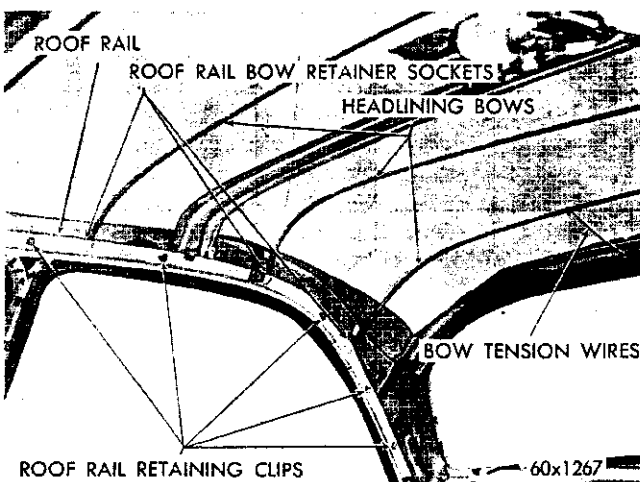 ROOF RAIL
ROOF RAIL BOW RETAINER SOCKETS
HEADLINING BOWS
BOW TENSION WIRES
ROOF RAIL RETAINING CLIPS
60x1267